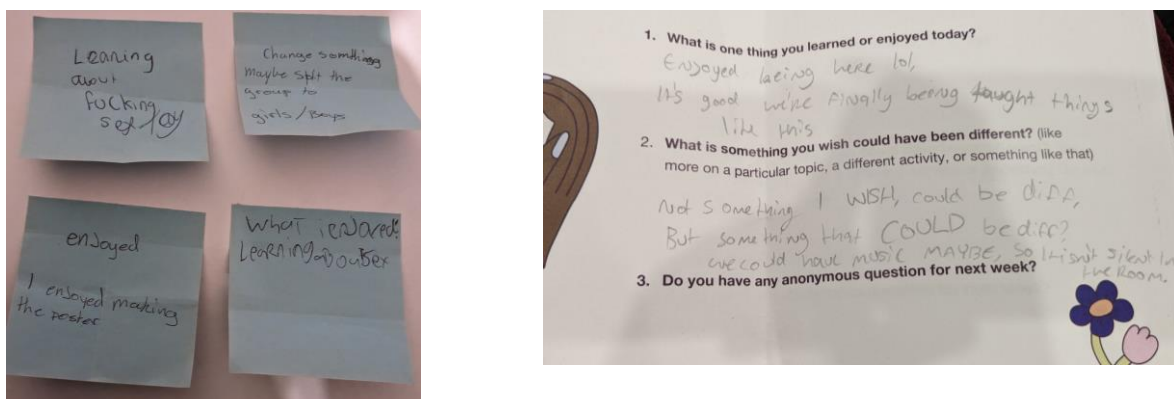 Leaning
about
fucking
sex/
Change something
maybe split the
group to
girls/Boys
enjoyed
I enjoyed making
the poster
What I enjoyed:
Learning about sex
1. What is one thing you learned or enjoyed today?
Enjoyed being here lol,
It's good we're finally being taught things
like this
2. What is something you wish could have been different? (like
more on a particular topic, a different activity, or something like that)
Not something I WISH, could be diff,
But something that COULD be diff?
we could have music MAYBE, so it isn't silent in
the room.
3. Do you have any anonymous question for next week?